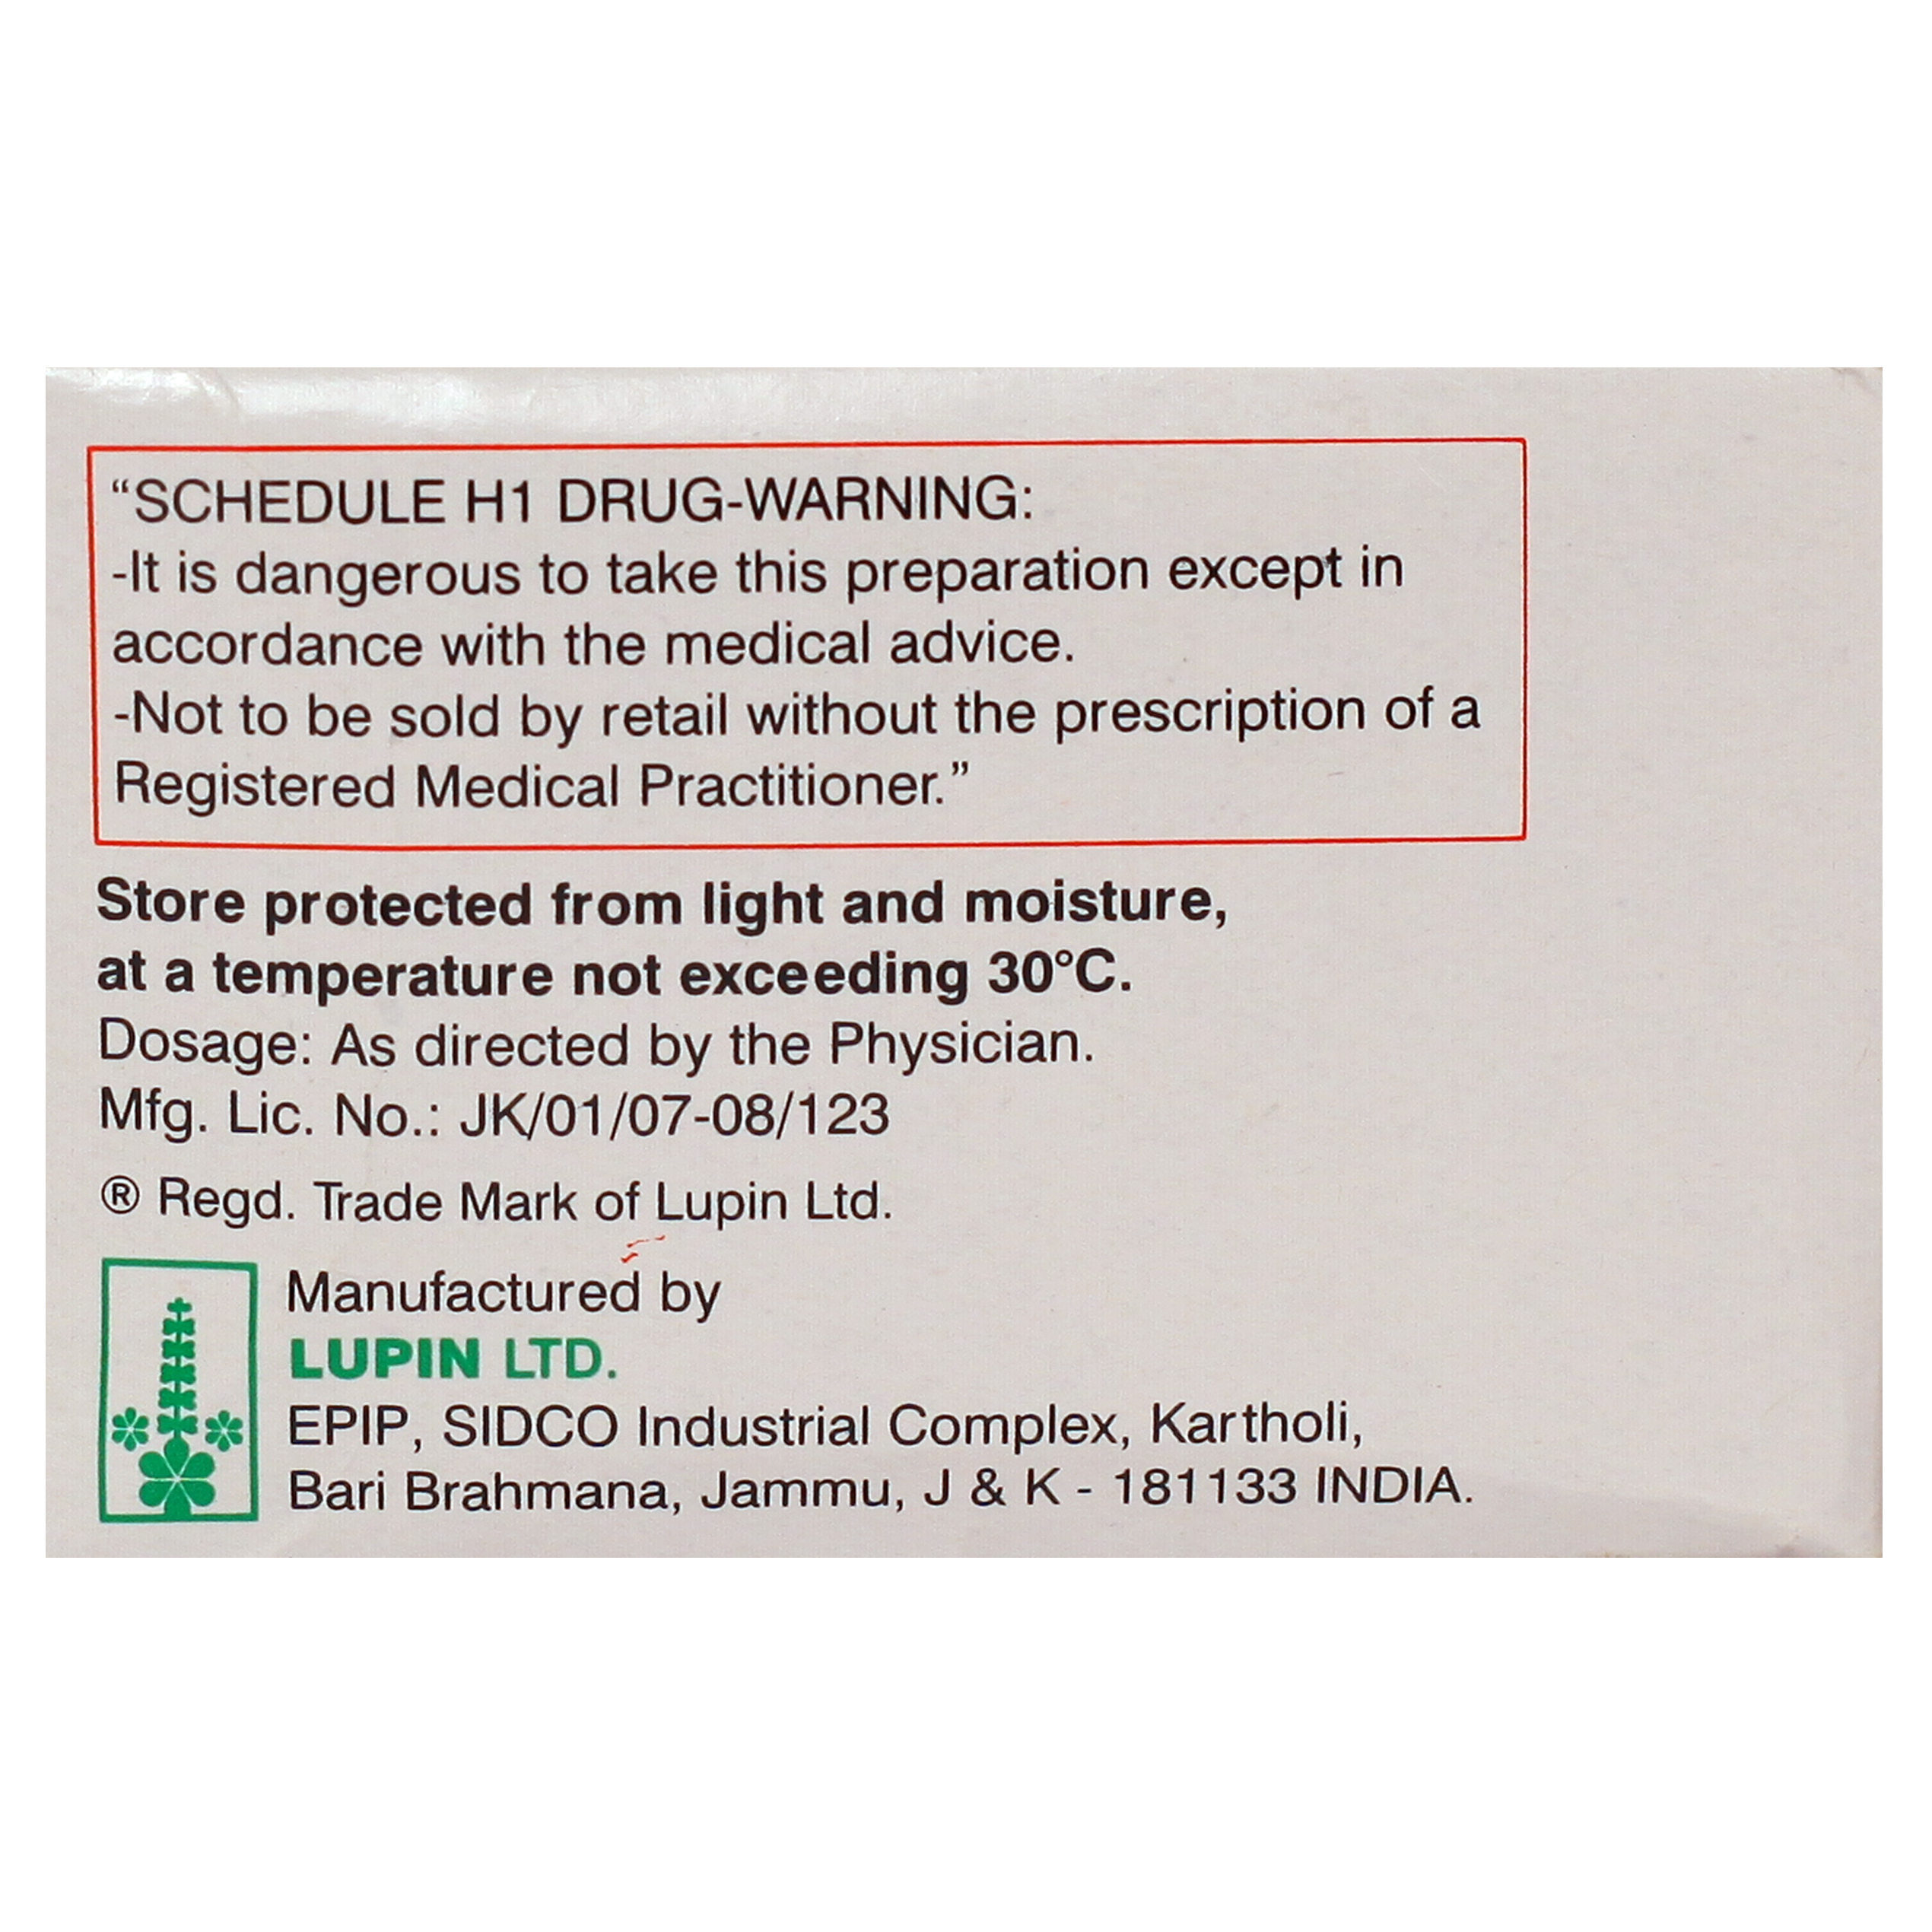 “SCHEDULE H1 DRUG-WARNING:
-It is dangerous to take this preparation except in
accordance with the medical advice.
-Not to be sold by retail without the prescription of a
Registered Medical Practitioner.”
Store protected from light and moisture,
at a temperature not exceeding 30°C.
Dosage: As directed by the Physician.
Mfg. Lic. No.: JK/01/07-08/123
® Regd. Trade Mark of Lupin Ltd.
Manufactured by
LUPIN LTD.
EPIP, SIDCO Industrial Complex, Kartholi,
Bari Brahmana, Jammu, J & K - 181133 INDIA.